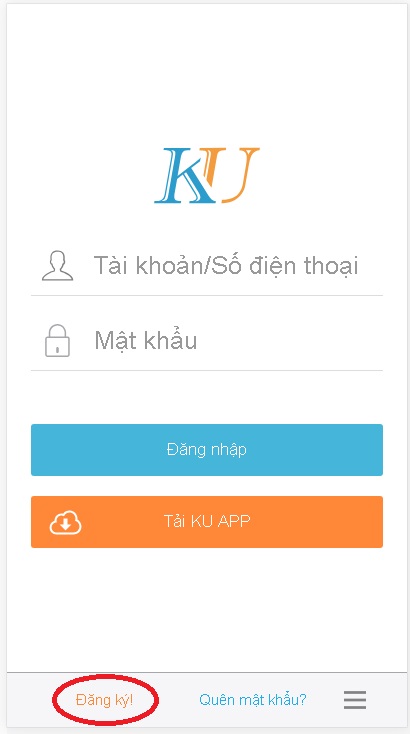 KU
Tài khoản/Số điện thoại
Mật khẩu
Đăng nhập
Tải KU APP
Đăng ký!
Quên mật khẩu?